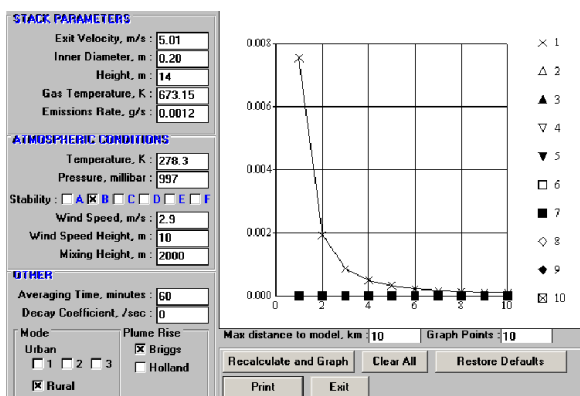 STACK PARAMETERS
Exit Velocity, m/s : 5.01
Inner Diameter, m : 0.20
Height, m : 14
Gas Temperature, K : 673.15
Emissions Rate, g/s : 0.0012
ATMOSPHERIC CONDITIONS
Temperature, K : 278.3
Pressure, millibar : 997
Stability : A B C D E F
Wind Speed, m/s : 2.9
Wind Speed Height, m : 10
Mixing Height, m : 2000
OTHER
Averaging Time, minutes : 60
Decay Coefficient, /sec : 0
Mode
Urban
1 2 3
Rural
Plume Rise
Briggs
Holland
0.008
0.006
0.004
0.002
0.000
0 2 4 6 8 10
1
2
3
4
5
6
7
8
9
10
Max distance to model, km : 10
Graph Points : 10
Recalculate and Graph
Clear All
Restore Defaults
Print
Exit